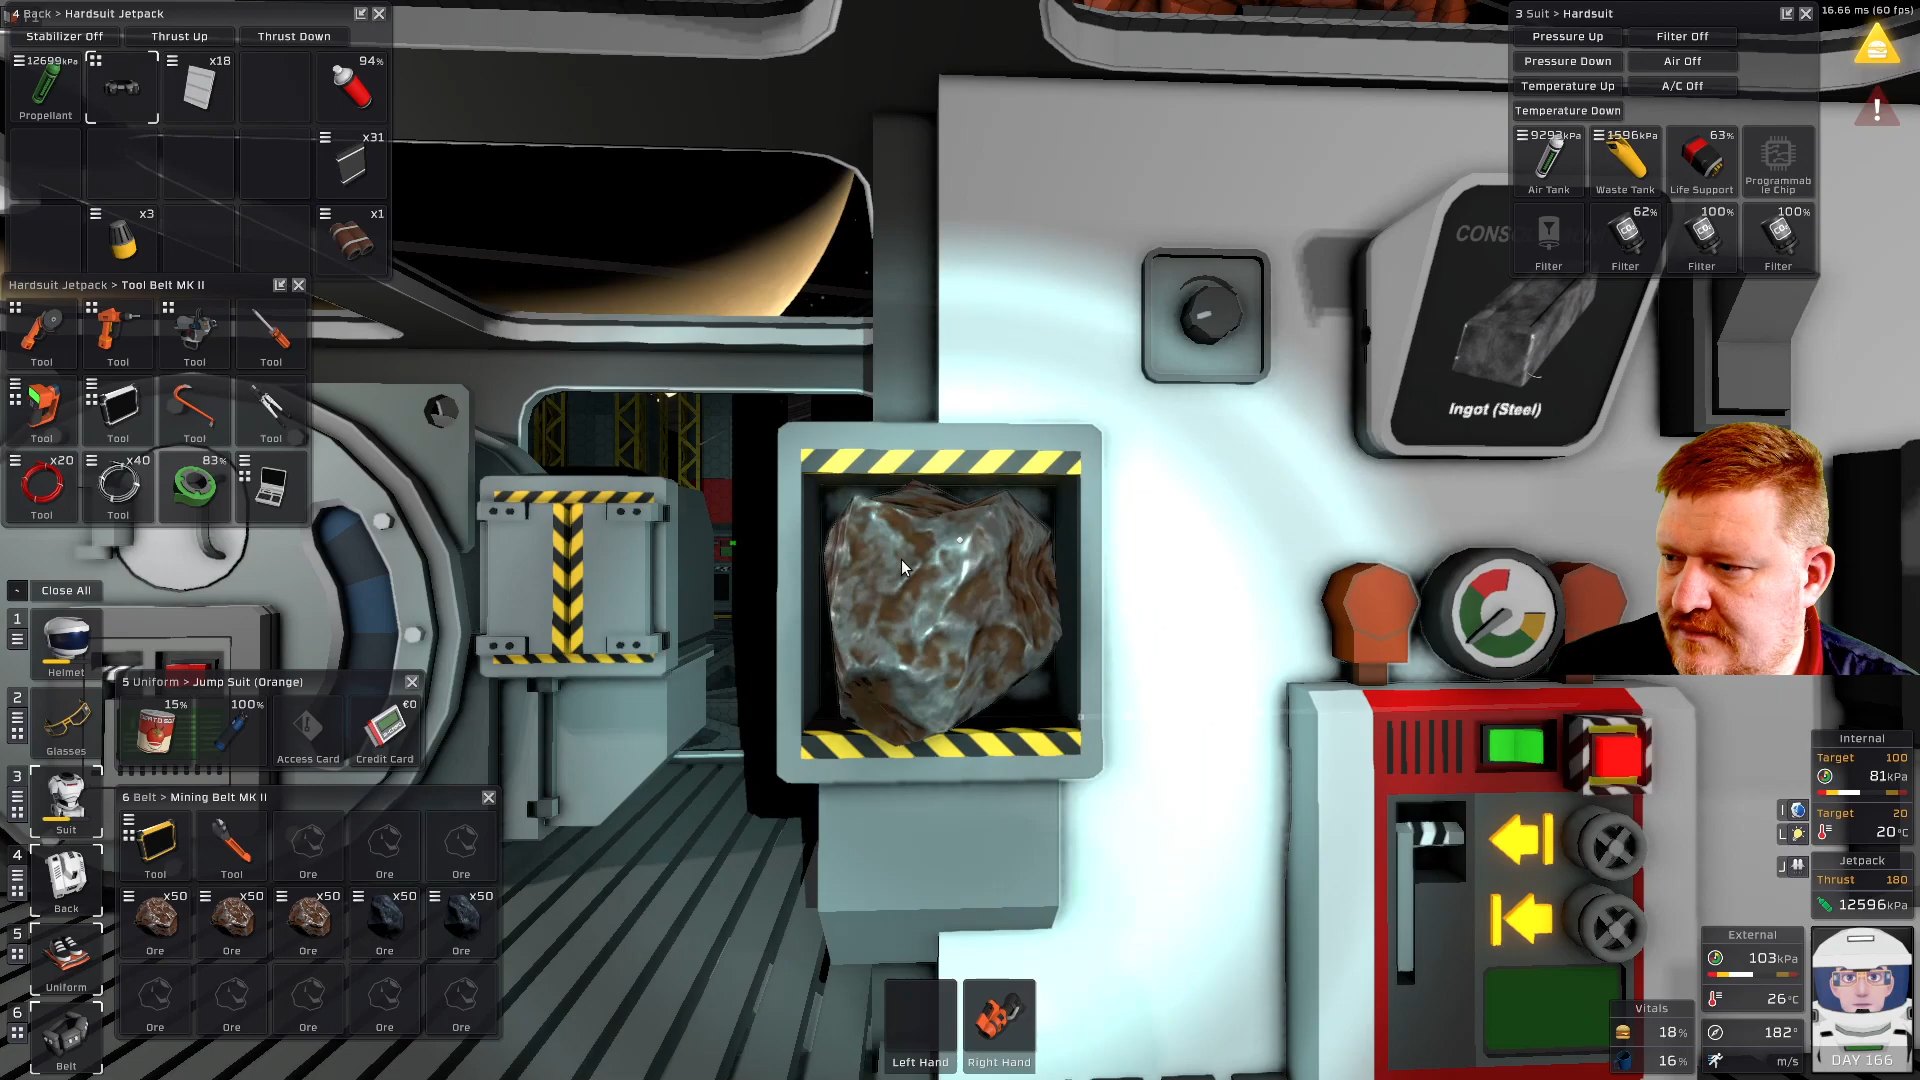 4 Back > Hardsuit Jetpack
Stabilizer Off
Thrust Up
Thrust Down
12699kPa
x18
94%
Propellant
x31
x3
x1
Hardsuit Jetpack > Tool Belt MK II
Tool
Tool
Tool
Tool
Tool
Tool
Tool
Tool
x20
x40
83%
Tool
Tool
~
Close All
1
Helmet
2
Glasses
3
Suit
4
Back
5
Uniform
6
Belt
5 Uniform > Jump Suit (Orange)
15%
100%
€0
Access Card
Credit Card
6 Belt > Mining Belt MK II
Tool
Tool
Ore
Ore
Ore
x50
x50
x50
x50
x50
Ore
Ore
Ore
Ore
Ore
Ore
Ore
Ore
Ore
Ore
Left Hand
Right Hand
3 Suit > Hardsuit
16.66 ms (60 fps)
Pressure Up
Filter Off
Pressure Down
Air Off
Temperature Up
A/C Off
Temperature Down
1596kPa
63%
Air Tank
Waste Tank
Life Support
Programmab
le Chip
62%
100%
100%
Filter
Filter
Filter
Filter
Ingot (Steel)
Internal
Target 100
81kPa
Target 20
20°C
Jetpack
Thrust 180
12596kPa
External
103kPa
26°C
182°
m/s
Vitals
18%
16%
DAY 166